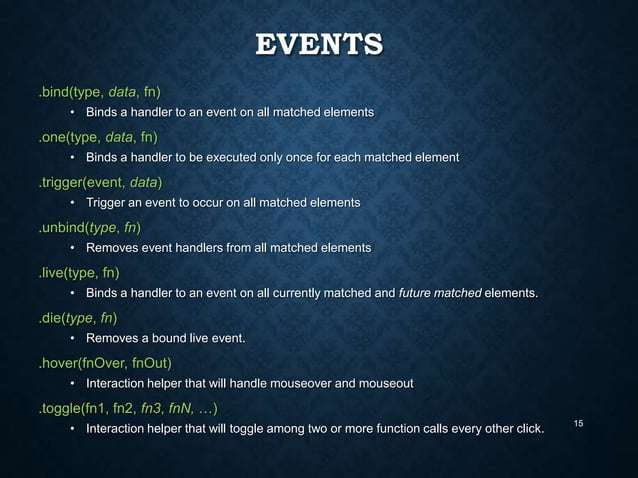 EVENTS
.bind(type, data, fn)
• Binds a handler to an event on all matched elements
.one(type, data, fn)
• Binds a handler to be executed only once for each matched element
.trigger(event, data)
• Trigger an event to occur on all matched elements
.unbind(type, fn)
• Removes event handlers from all matched elements
.live(type, fn)
• Binds a handler to an event on all currently matched and future matched elements.
.die(type, fn)
• Removes a bound live event.
.hover(fnOver, fnOut)
• Interaction helper that will handle mouseover and mouseout
.toggle(fn1, fn2, fn3, fnN, …)
• Interaction helper that will toggle among two or more function calls every other click.
15